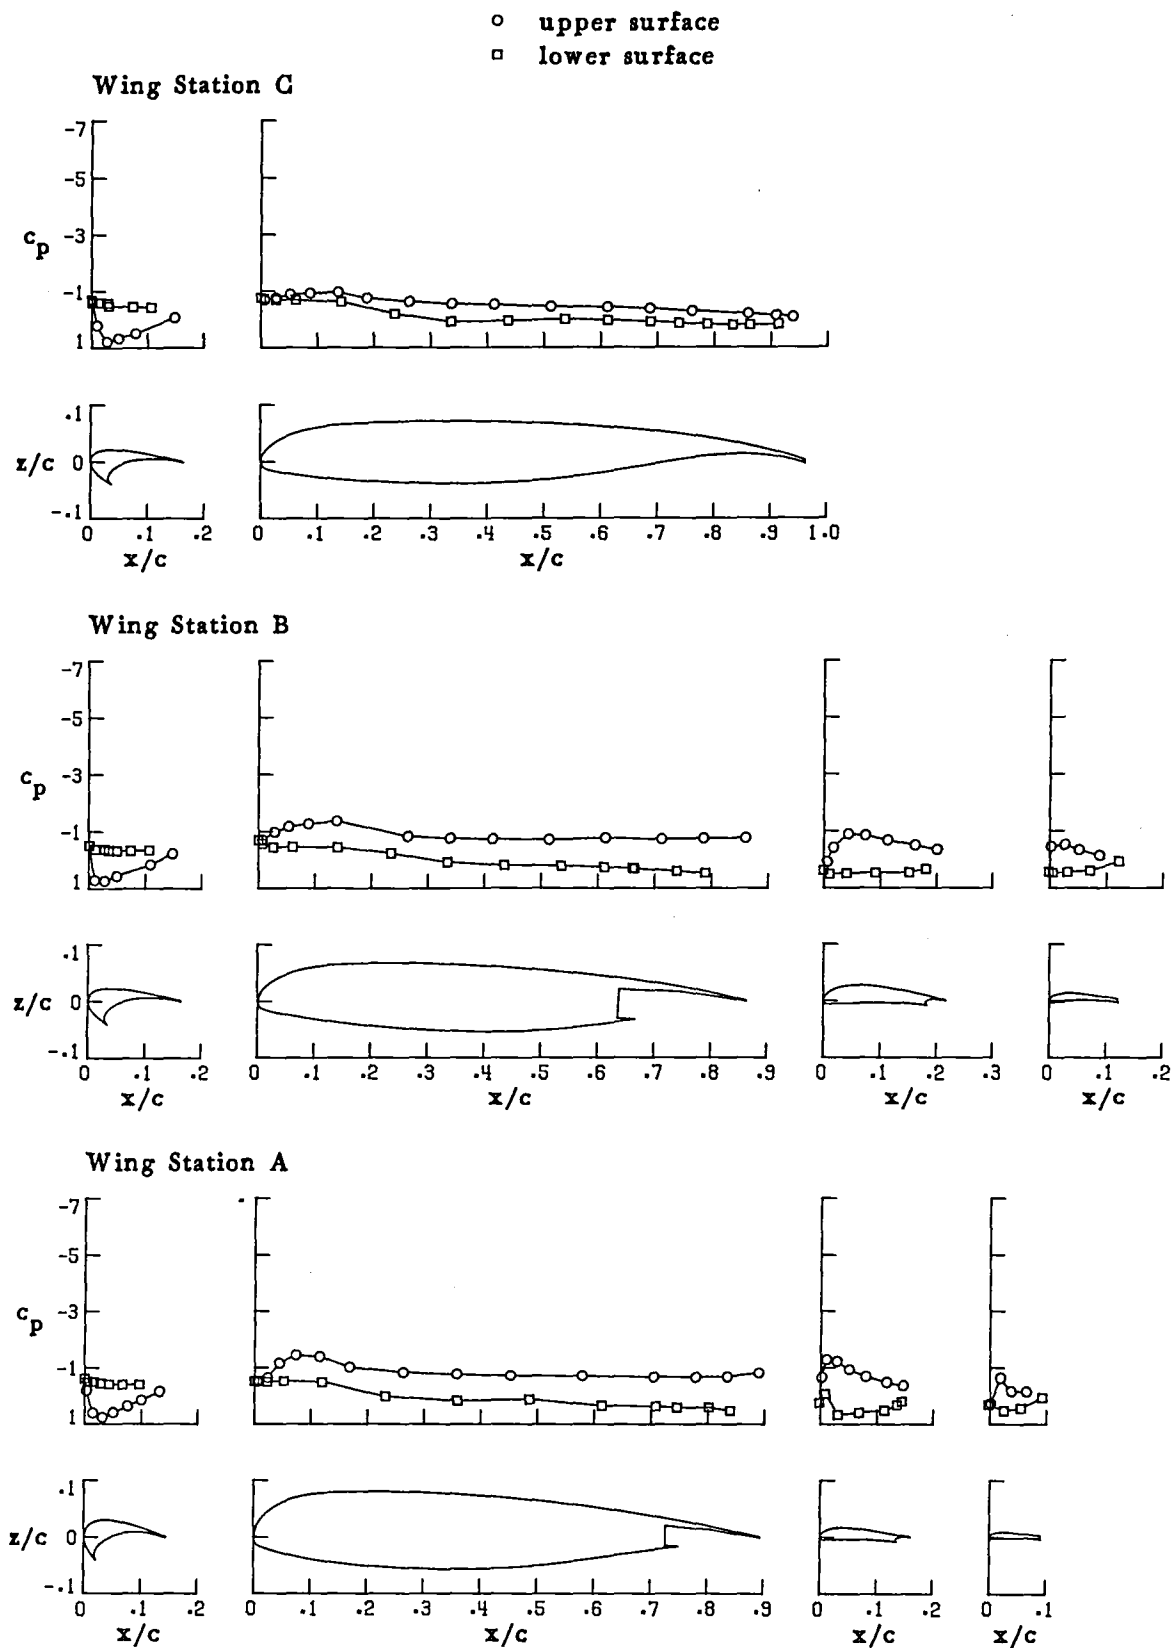 upper surface
lower surface
Wing Station C
-7
-5
-3
-1
1
c_p
.1
0
-.1
z/c
0 .1 .2
x/c
0 .1 .2 .3 .4 .5 .6 .7 .8 .9 1.0
x/c
Wing Station B
-7
-5
-3
-1
1
c_p
.1
0
-.1
z/c
0 .1 .2
x/c
0 .1 .2 .3 .4 .5 .6 .7 .8 .9
x/c
0 .1 .2 .3
x/c
0 .1 .2
x/c
Wing Station A
-7
-5
-3
-1
1
c_p
.1
0
-.1
z/c
0 .1 .2
x/c
0 .1 .2 .3 .4 .5 .6 .7 .8 .9
x/c
0 .1 .2
x/c
0 .1
x/c